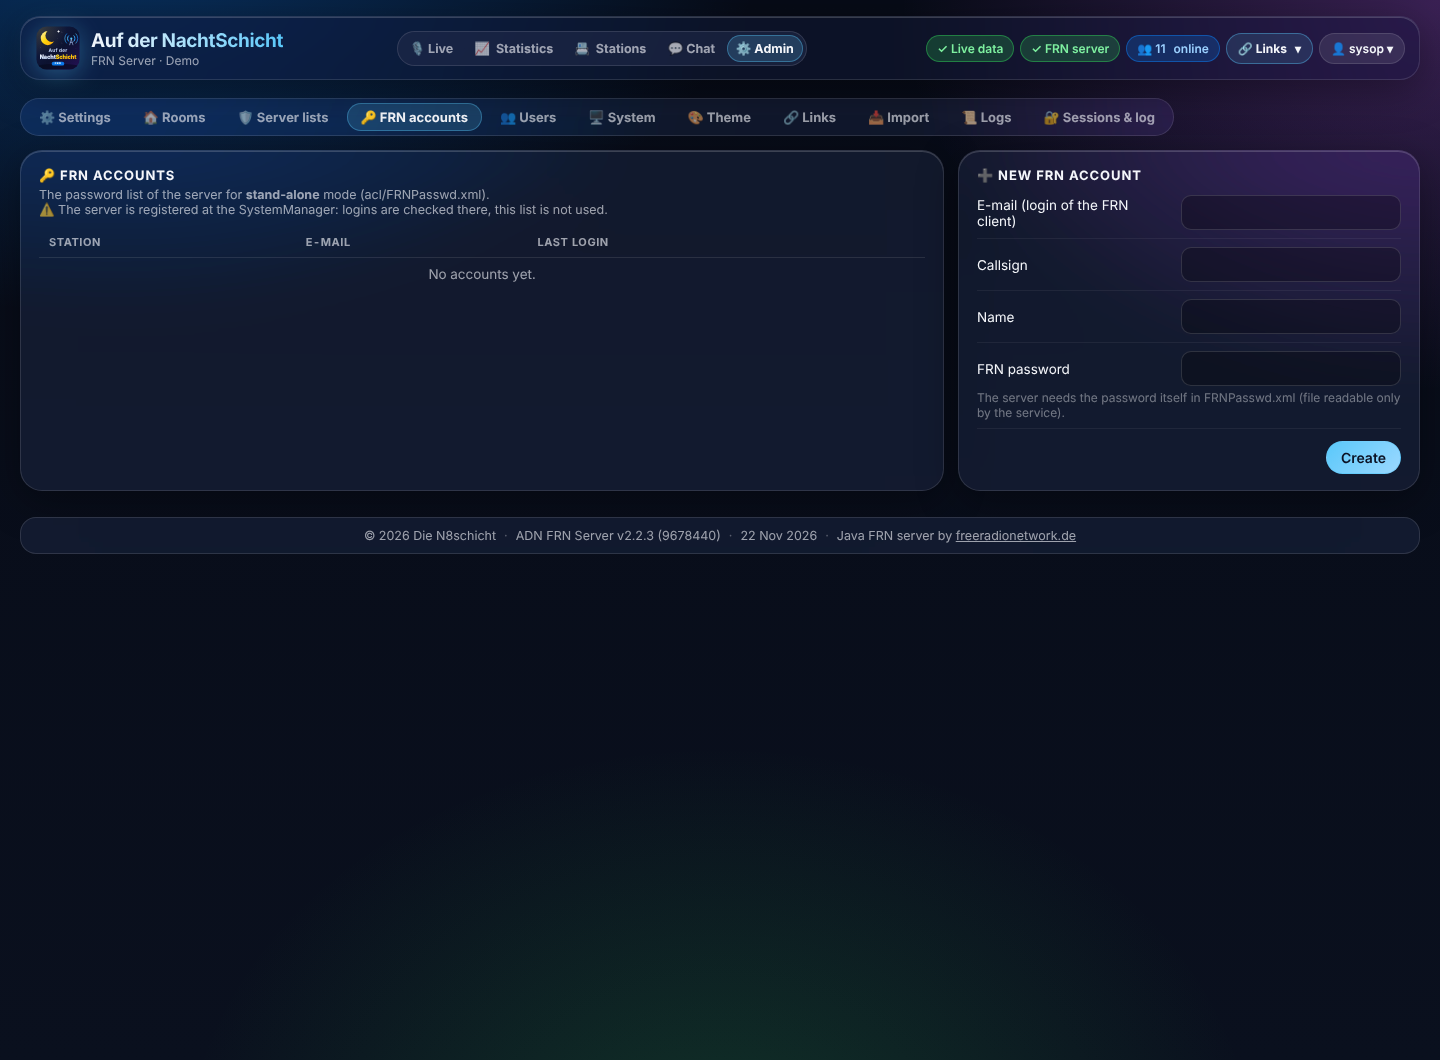 Auf der NachtSchicht
FRN Server · Demo
Auf der
NachtSchicht
🎙️ Live
📈 Statistics
📇 Stations
💬 Chat
⚙️ Admin
✓ Live data
✓ FRN server
👥 11 online
🔗 Links ▾
👤 sysop ▾
⚙️ Settings
🏠 Rooms
🛡️ Server lists
🔑 FRN accounts
👥 Users
🖥️ System
🎨 Theme
🔗 Links
📥 Import
📜 Logs
🔐 Sessions & log
🔑 FRN ACCOUNTS
The password list of the server for stand-alone mode (acl/FRNPasswd.xml).
⚠️ The server is registered at the SystemManager: logins are checked there, this list is not used.
STATION E-MAIL LAST LOGIN
No accounts yet.
➕ NEW FRN ACCOUNT
E-mail (login of the FRN
client)
Callsign
Name
FRN password
The server needs the password itself in FRNPasswd.xml (file readable only
by the service).
Create
© 2026 Die N8schicht · ADN FRN Server v2.2.3 (9678440) · 22 Nov 2026 · Java FRN server by freeradionetwork.de